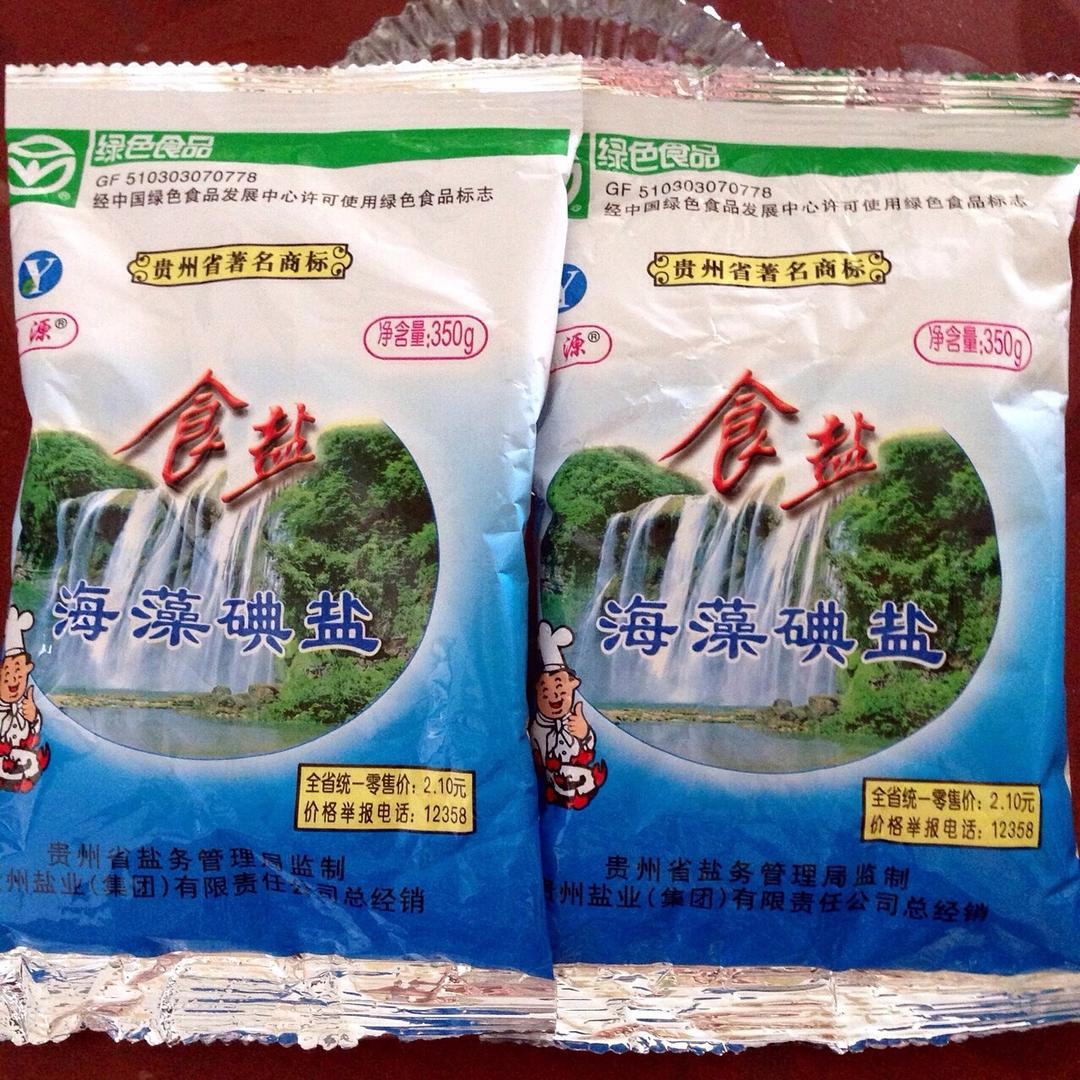 绿色食品
GF 510303070778
经中国绿色食品发展中心许可使用绿色食品标志
Y
贵州省著名商标
源®
净含量:350g
食盐
海藻碘盐
全省统一零售价：2.10元
价格举报电话：12358
贵州省盐务管理局监制
州盐业(集团)有限责任公司总经销
绿色食品
GF 510303070778
经中国绿色食品发展中心许可使用绿色食品标志
Y
贵州省著名商标
源®
净含量:350g
食盐
海藻碘盐
全省统一零售价：2.10元
价格举报电话：12358
贵州省盐务管理局监制
贵州盐业(集团)有限责任公司总经销